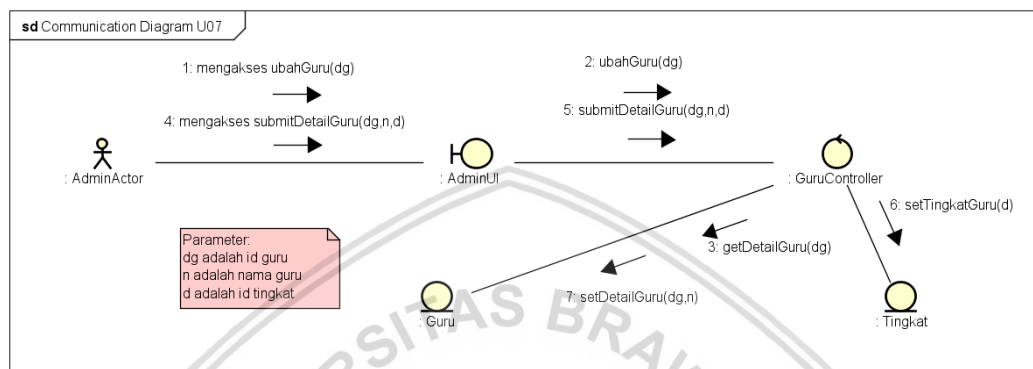 sd Communication Diagram U07
1: mengakses ubahGuru(dg)
2: ubahGuru(dg)
4: mengakses submitDetailGuru(dg,n,d)
5: submitDetailGuru(dg,n,d)
: AdminActor
: AdminUI
: GuruController
6: setTingkatGuru(d)
Parameter:
dg adalah id guru
n adalah nama guru
d adalah id tingkat
3: getDetailGuru(dg)
7: setDetailGuru(dg,n)
: Guru
: Tingkat
RSITAS BRAW